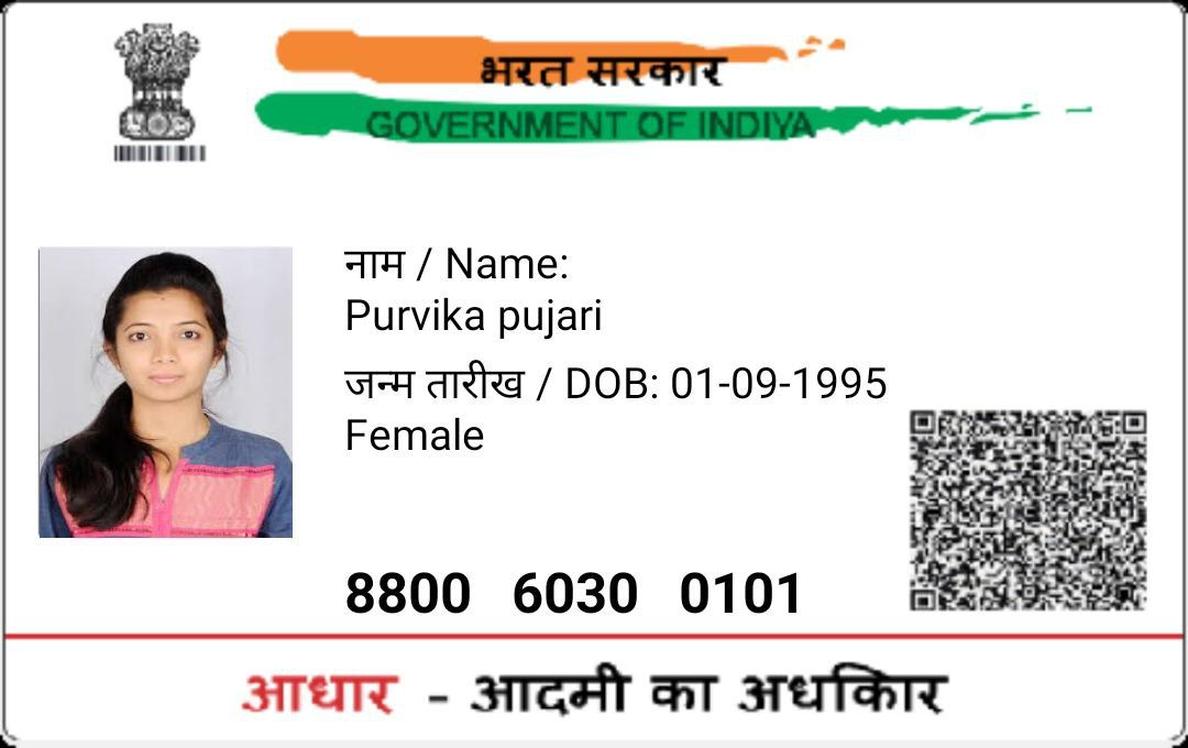 भरत सरकार
GOVERNMENT OF INDIYA
नाम / Name:
Purvika pujari
जन्म तारीख / DOB: 01-09-1995
Female
8800 6030 0101
आधार - आदमी का अधकिार